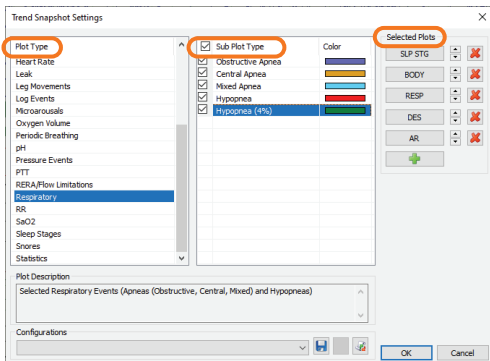 Trend Snapshot Settings
Plot Type
Heart Rate
Leak
Leg Movements
Log Events
Microarousals
Oxygen Volume
Periodic Breathing
pH
Pressure Events
PTT
RERA/Flow Limitations
Respiratory
RR
SaO2
Sleep Stages
Snores
Statistics
Sub Plot Type Color
Obstructive Apnea
Central Apnea
Mixed Apnea
Hypopnea
Hypopnea (4%)
Selected Plots
SLP STG
BODY
RESP
DES
AR
Plot Description
Selected Respiratory Events (Apneas (Obstructive, Central, Mixed) and Hypopneas)
Configurations
OK Cancel